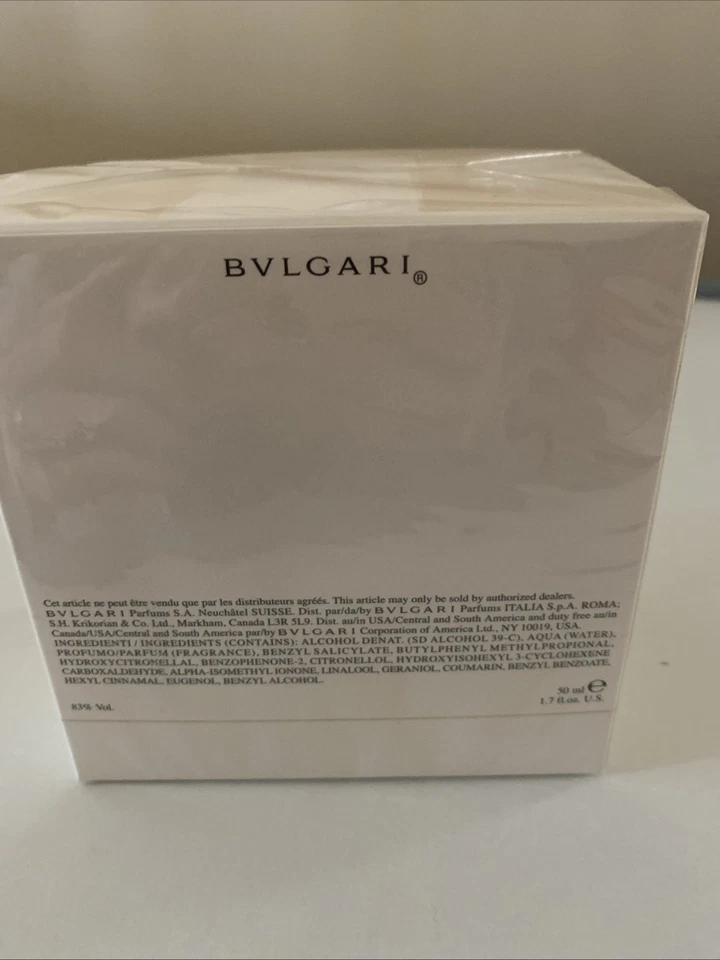 BVLGARI®
Cet article ne peut être vendu que par les distributeurs agréés. This article may only be sold by authorized dealers.
BVLGARI Parfums S.A. Neuchâtel SUISSE. Dist. par/da/by BVLGARI Parfums ITALIA S.p.A. ROMA;
S.H. Krikorian & Co. Ltd., Markham, Canada L3R 5L9. Dist. au/in USA/Central and South America and duty free au/in
Canada/USA/Central and South America par/by BVLGARI Corporation of America Ltd., NY 10019, USA.
INGREDIENTI / INGREDIENTS (CONTAINS): ALCOHOL DENAT. (SD ALCOHOL 39-C), AQUA (WATER),
PROFUMO/PARFUM (FRAGRANCE), BENZYL SALICYLATE, BUTYLPHENYL METHYLPROPIONAL,
HYDROXYCITRONELLAL, BENZOPHENONE-2, CITRONELLOL, HYDROXYISOHEXYL 3-CYCLOHEXENE
CARBOXALDEHYDE, ALPHA-ISOMETHYL IONONE, LINALOOL, GERANIOL, COUMARIN, BENZYL BENZOATE,
HEXYL CINNAMAL, EUGENOL, BENZYL ALCOHOL.
83% Vol.
50 ml ℮
1.7 fl.oz. U.S.